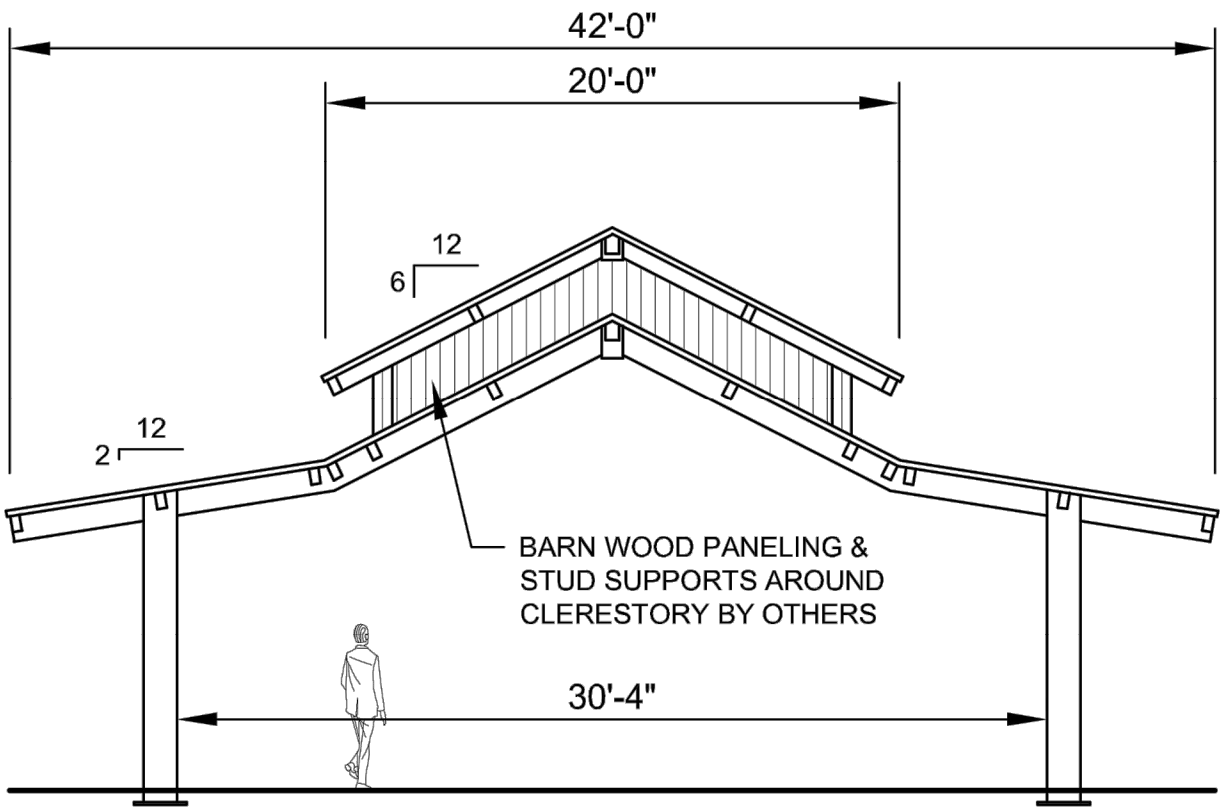 42'-0"
20'-0"
12
6
12
2
BARN WOOD PANELING &
STUD SUPPORTS AROUND
CLERESTORY BY OTHERS
30'-4"